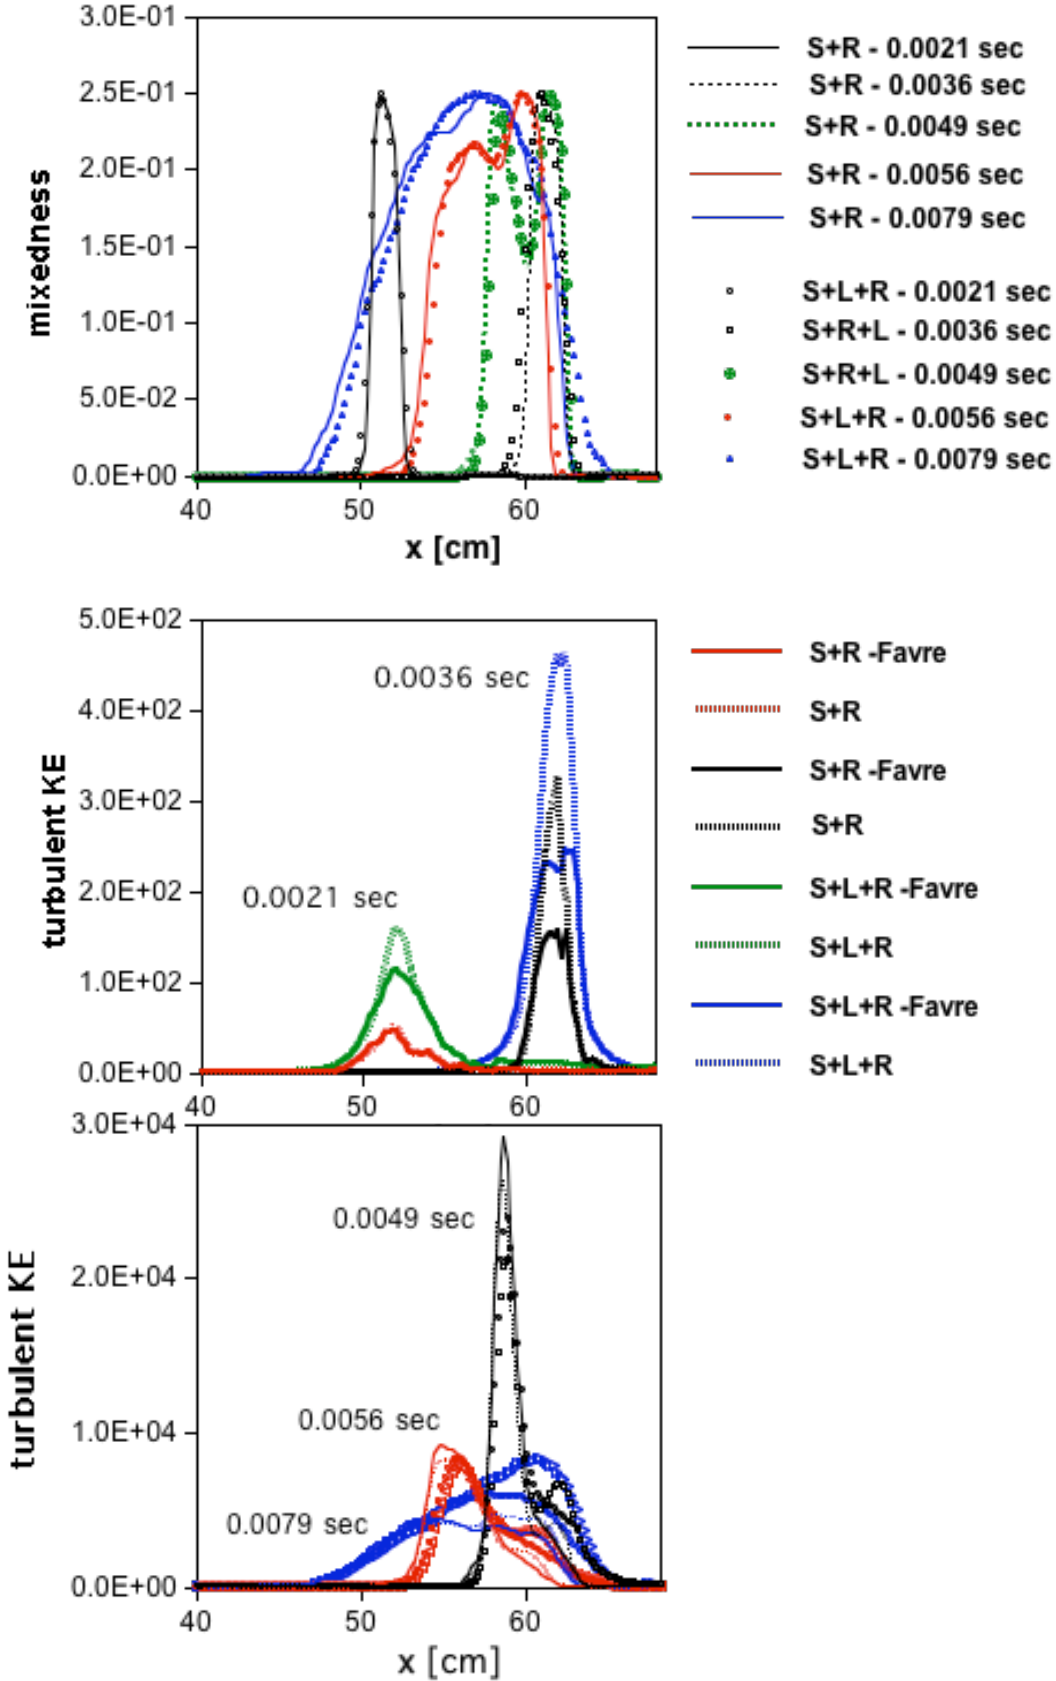 3.0E-01
2.5E-01
2.0E-01
1.5E-01
1.0E-01
5.0E-02
0.0E+00
mixedness
40 50 60
x [cm]
S+R - 0.0021 sec
S+R - 0.0036 sec
S+R - 0.0049 sec
S+R - 0.0056 sec
S+R - 0.0079 sec
S+L+R - 0.0021 sec
S+R+L - 0.0036 sec
S+R+L - 0.0049 sec
S+L+R - 0.0056 sec
S+L+R - 0.0079 sec
5.0E+02
4.0E+02
3.0E+02
2.0E+02
1.0E+02
0.0E+00
turbulent KE
0.0036 sec
0.0021 sec
40 50 60
S+R -Favre
S+R
S+R -Favre
S+R
S+L+R -Favre
S+L+R
S+L+R -Favre
S+L+R
3.0E+04
2.0E+04
1.0E+04
0.0E+00
turbulent KE
0.0049 sec
0.0056 sec
0.0079 sec
40 50 60
x [cm]